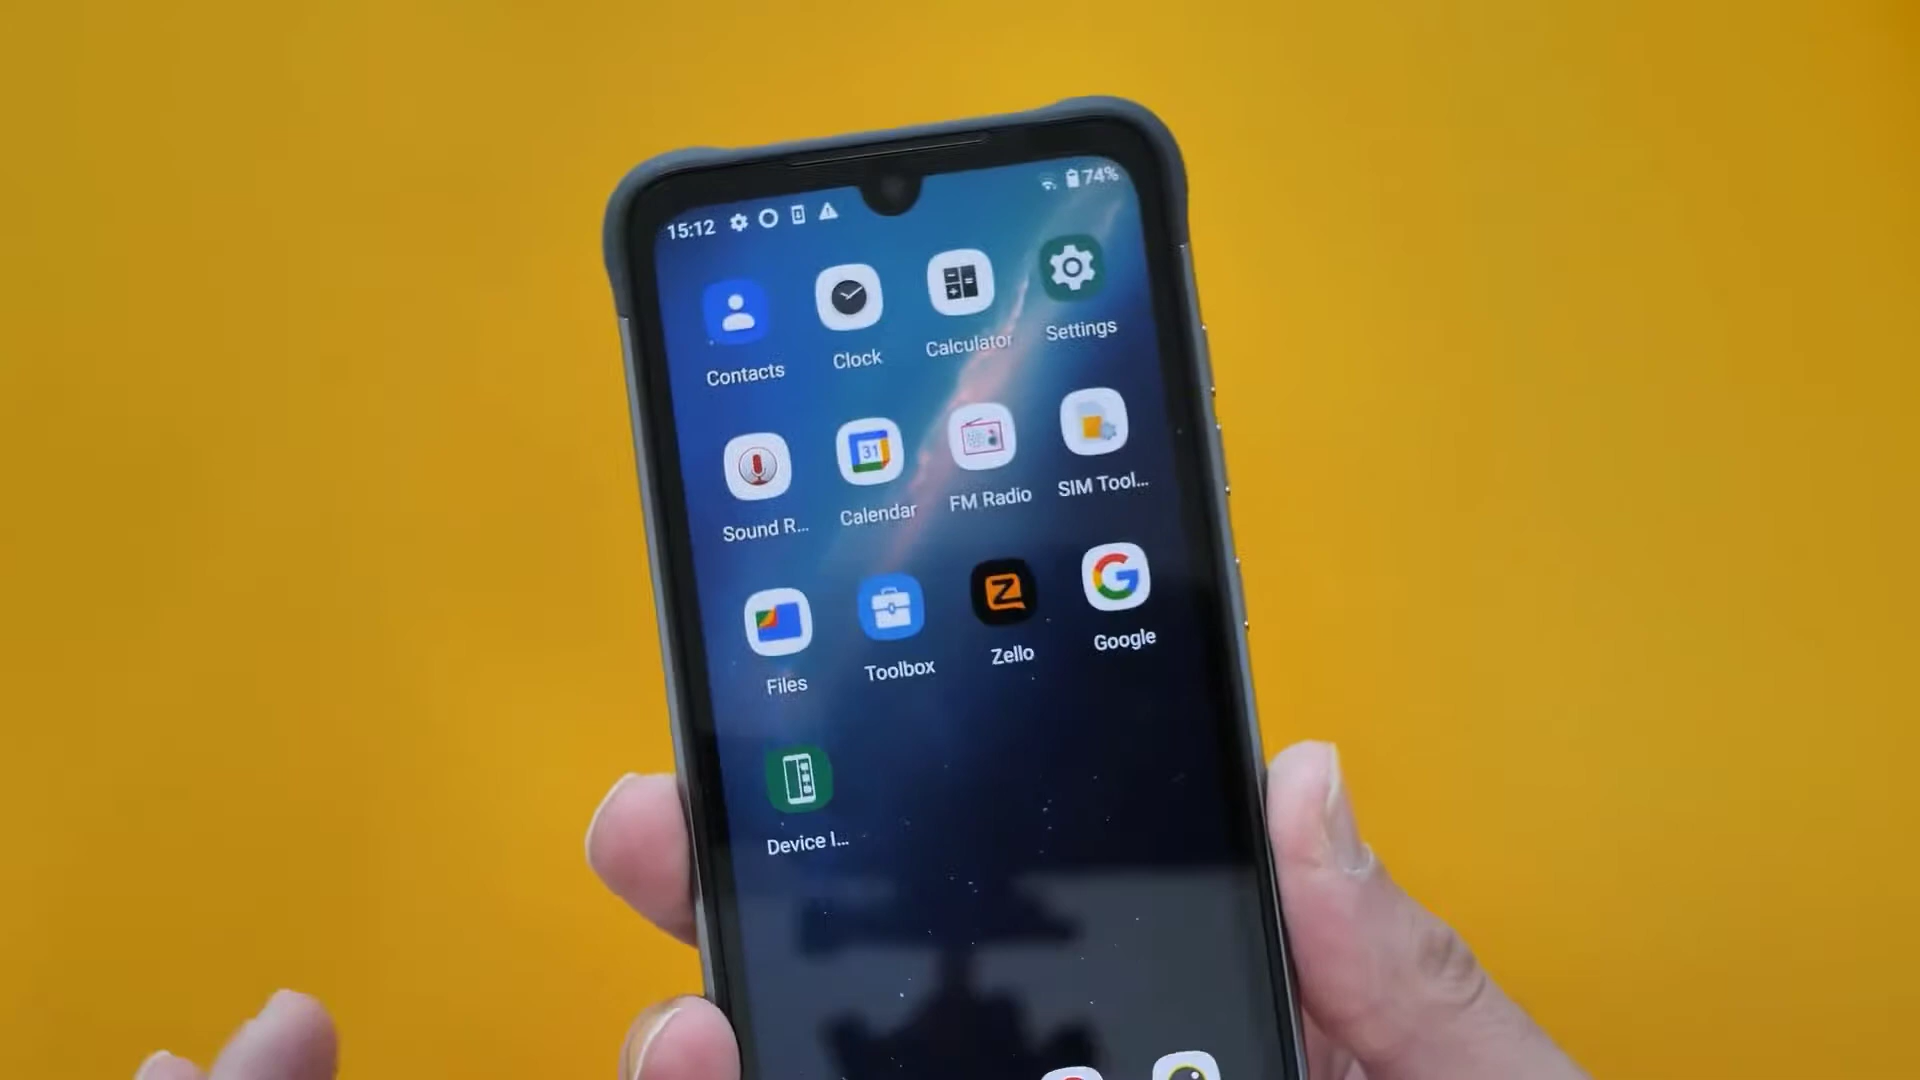 15:12 74%
Contacts Clock Calculator Settings
Sound R... Calendar FM Radio SIM Tool...
31
Files Toolbox Zello Google
Device I...